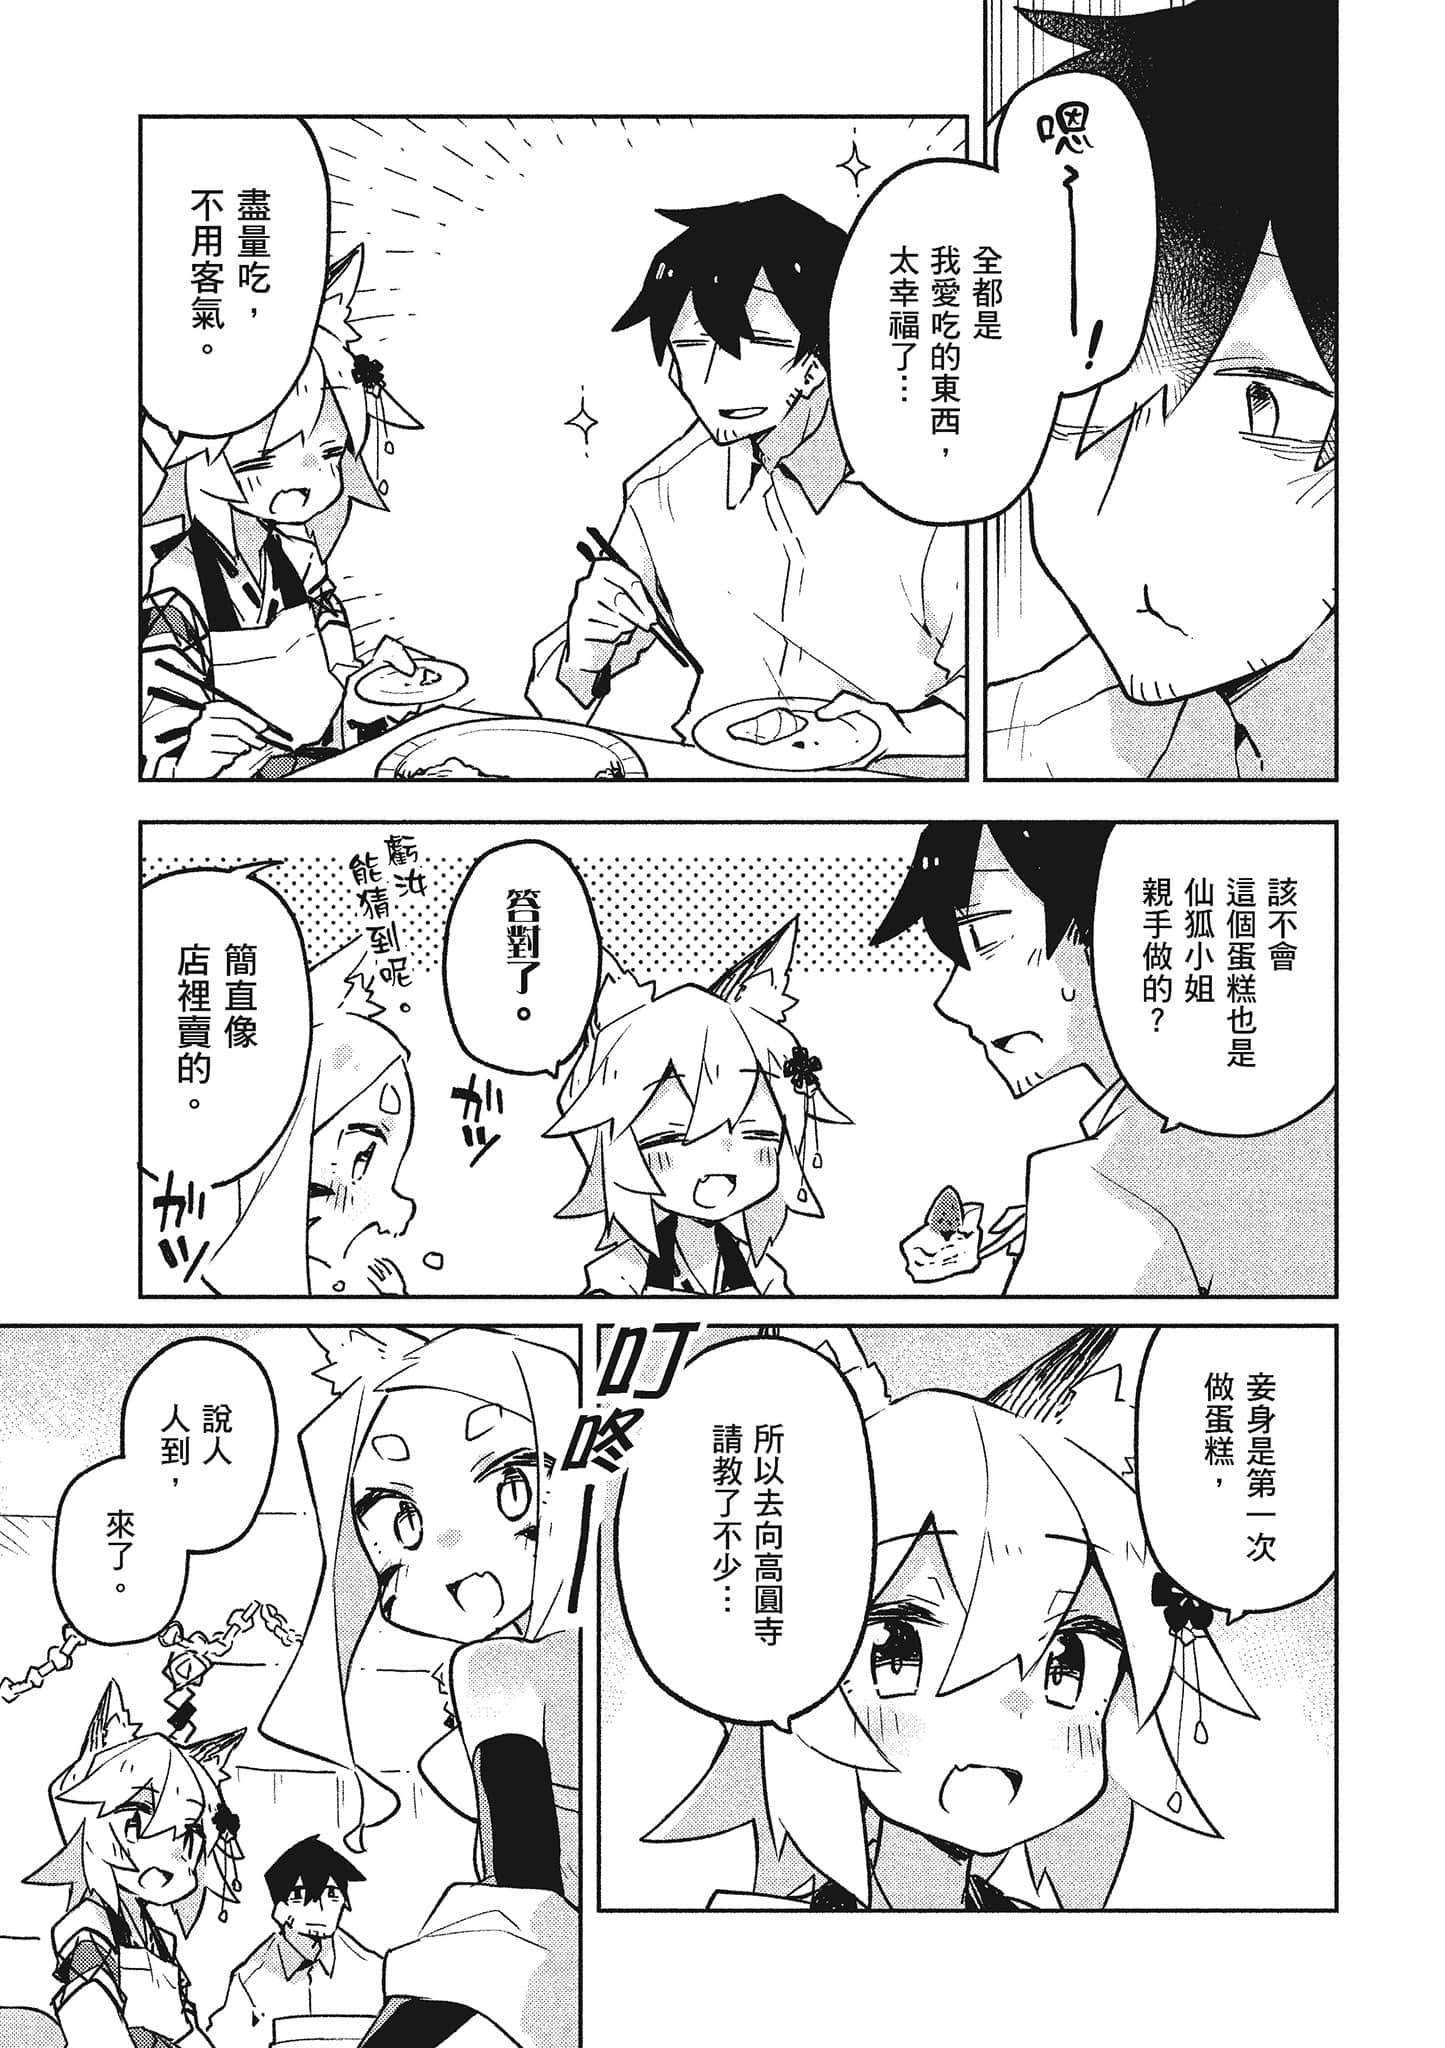 嗯～──！
全都是
我愛吃的東西，
太幸福了…
盡量吃，
不用客氣。
該不會
這個蛋糕也是
仙狐小姐
親手做的？
答對了。
虧汝
能猜到呢。
簡直像
店裡賣的。
ガツ
ガツ
妾身是第一次
做蛋糕，
所以去向高圓寺
請教了不少…
叮咚─
說人
人到，
來了。